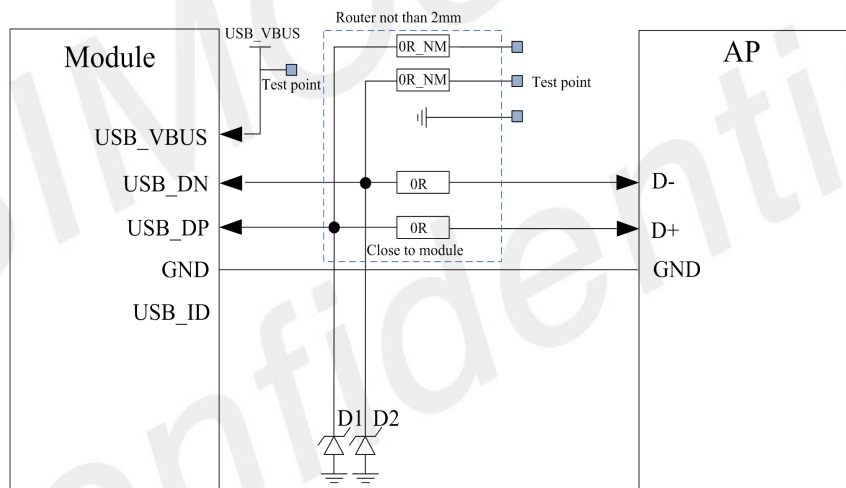 Router not than 2mm
USB_VBUS
0R_NM
Module
AP
0R_NM
Test point
Test point
USB_VBUS
USB_DN
0R
D-
USB_DP
0R
D+
Close to module
GND
GND
USB_ID
D1 D2